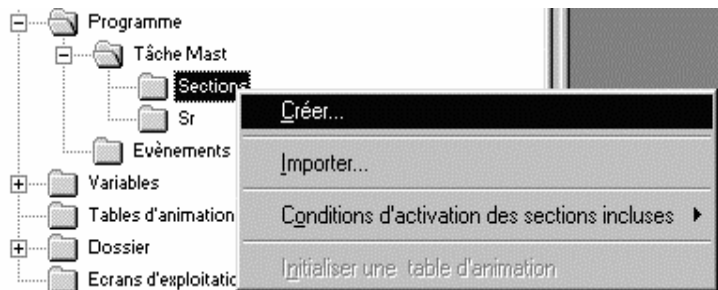 Programme
Tâche Mast
Sections
Sr
Evènements
Variables
Tables d'animation
Dossier
Ecrans d'exploitatio
Créer...
Importer...
Conditions d'activation des sections incluses
Initialiser une table d'animation